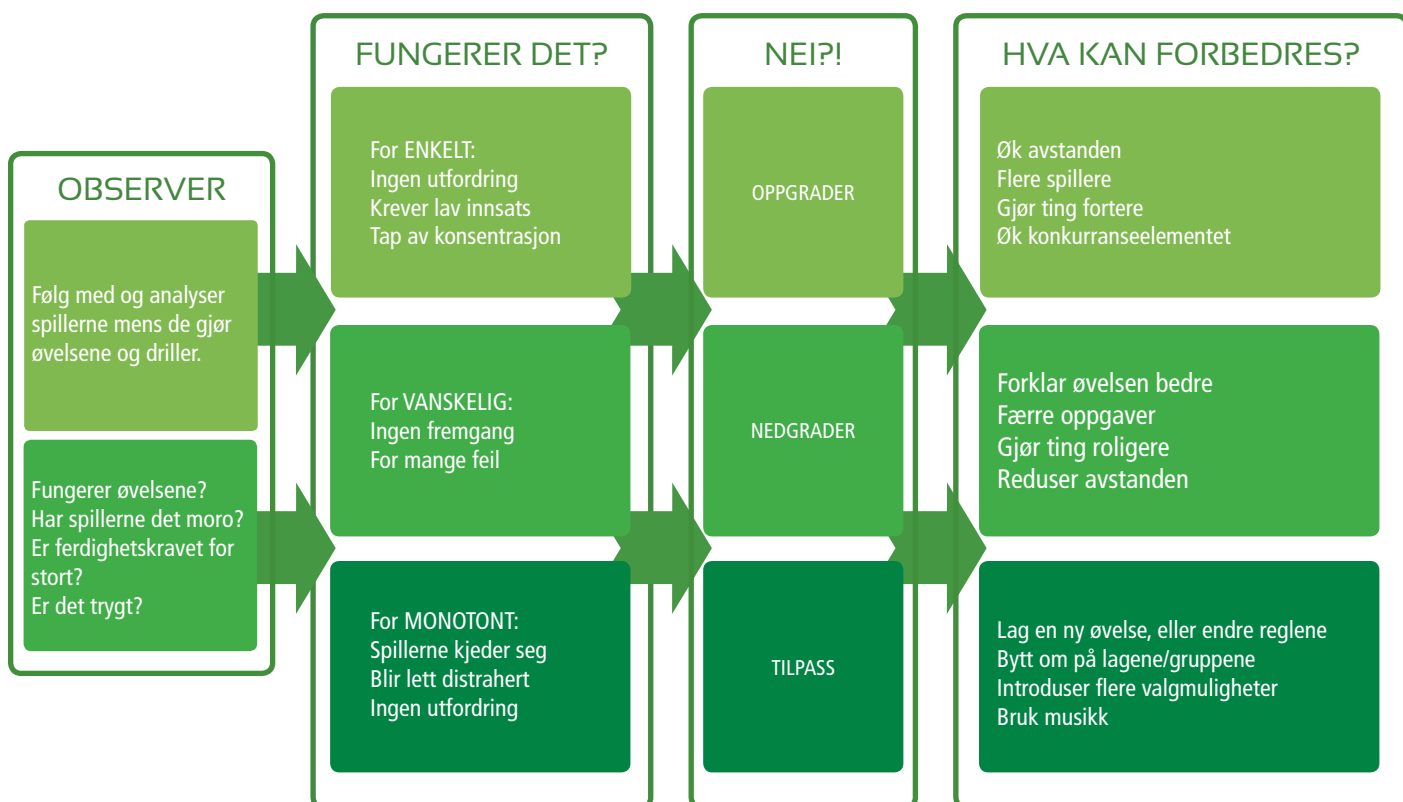 OBSERVER
Følg med og analyser
spillerne mens de gjør
øvelsene og driller.
Fungerer øvelsene?
Har spillerne det moro?
Er ferdighetskravet for
stort?
Er det trygt?
FUNGERER DET?
For ENKELT:
Ingen utfordring
Krever lav innsats
Tap av konsentrasjon
For VANSKELIG:
Ingen fremgang
For mange feil
For MONOTONT:
Spillerne kjeder seg
Blir lett distrahert
Ingen utfordring
NEI?!
OPPGRADER
NEDGRADER
TILPASS
HVA KAN FORBEDRES?
Øk avstanden
Flere spillere
Gjør ting fortere
Øk konkurranseelementet
Forklar øvelsen bedre
Færre oppgaver
Gjør ting roligere
Reduser avstanden
Lag en ny øvelse, eller endre reglene
Bytt om på lagene/gruppene
Introduser flere valgmuligheter
Bruk musikk